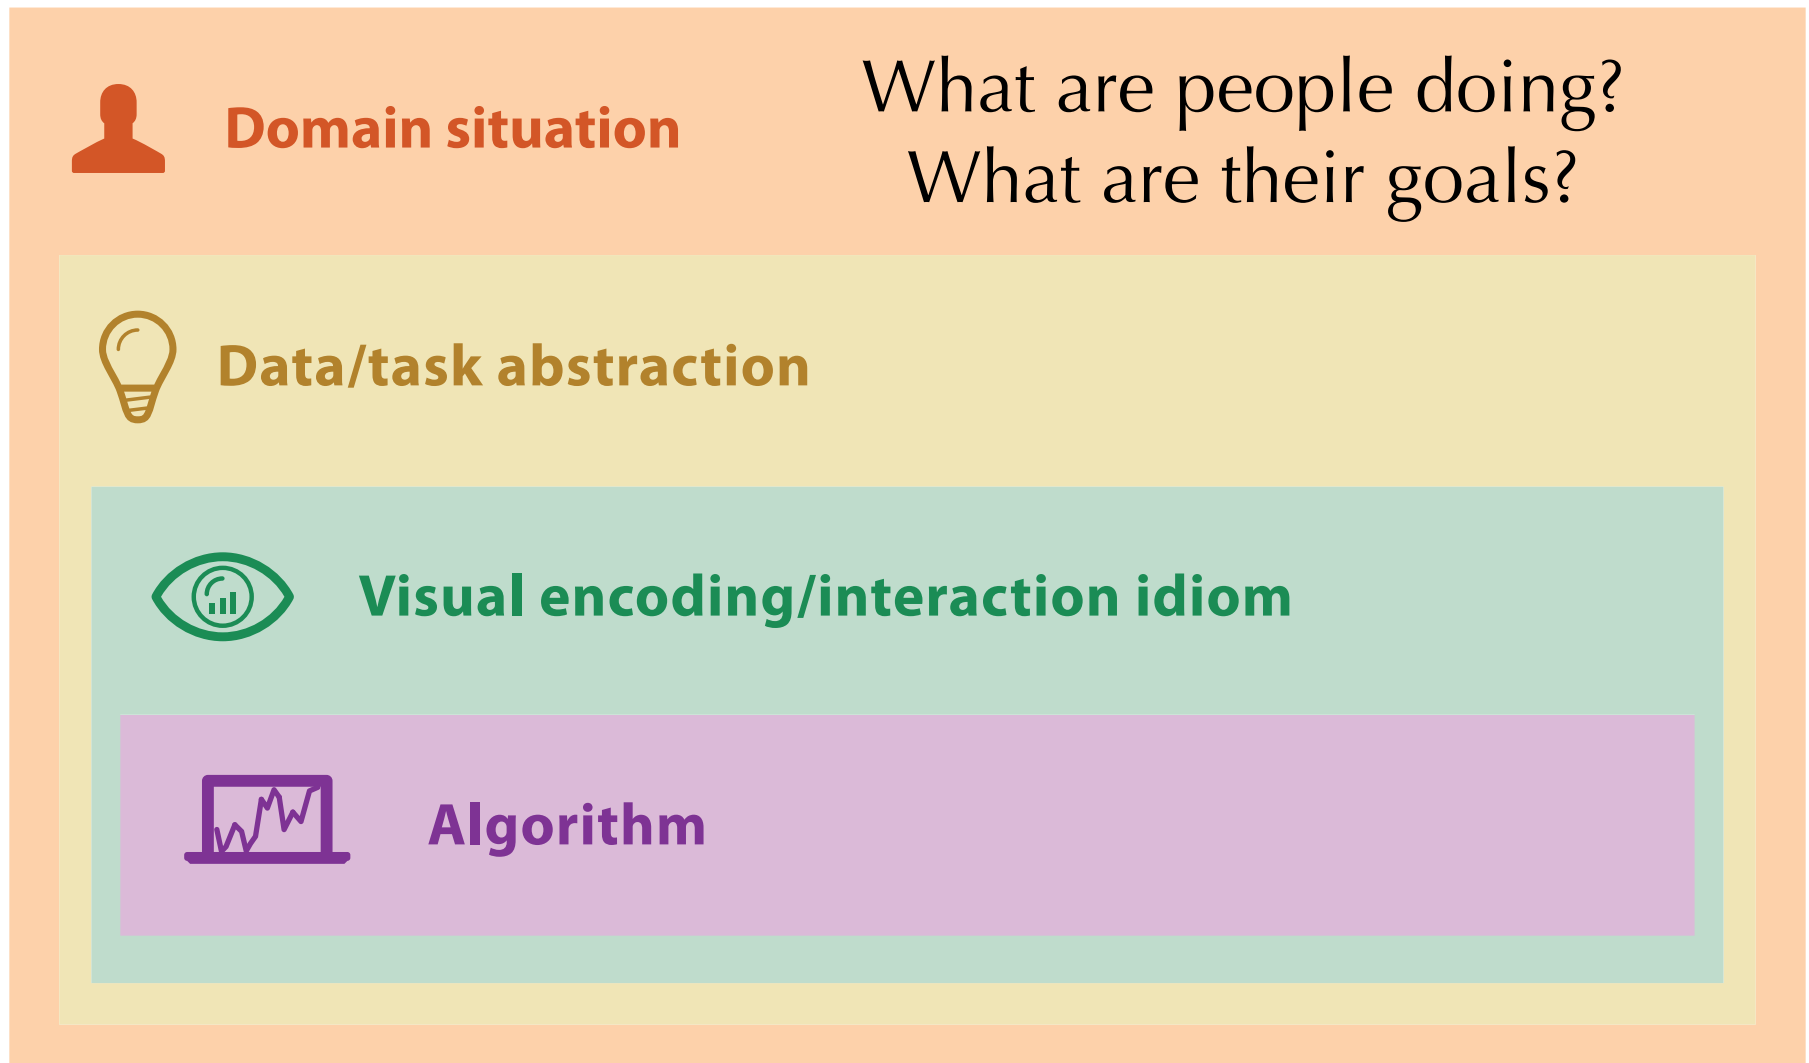 Domain situation
What are people doing?
What are their goals?
Data/task abstraction
Visual encoding/interaction idiom
Algorithm